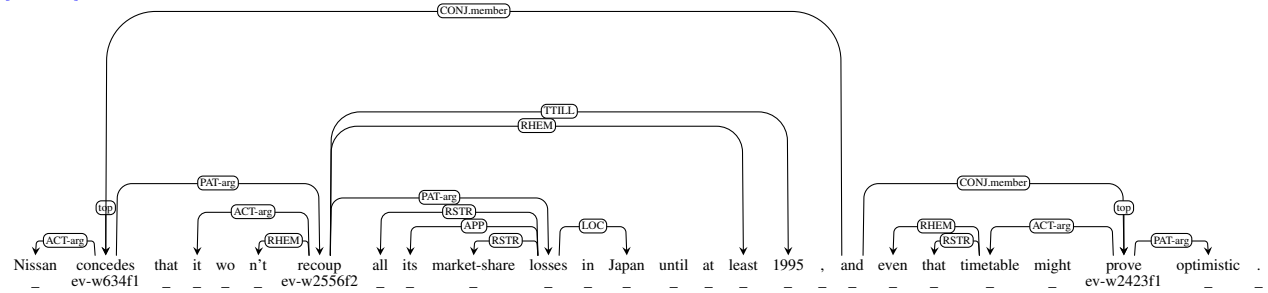 CONJ.member
TTILL
RHEM
PAT-arg CONJ.member
PAT-arg
top top
ACT-arg RSTR
APP LOC RHEM ACT-arg
ACT-arg RHEM RSTR RSTR PAT-arg
Nissan concedes that it wo n't recoup all its market-share losses in Japan until at least 1995 , and even that timetable might prove optimistic .
_ ev-w634f1 _ _ _ _ ev-w2556f2 _ _ _ _ _ _ _ _ _ _ _ _ _ _ _ _ ev-w2423f1 _ _